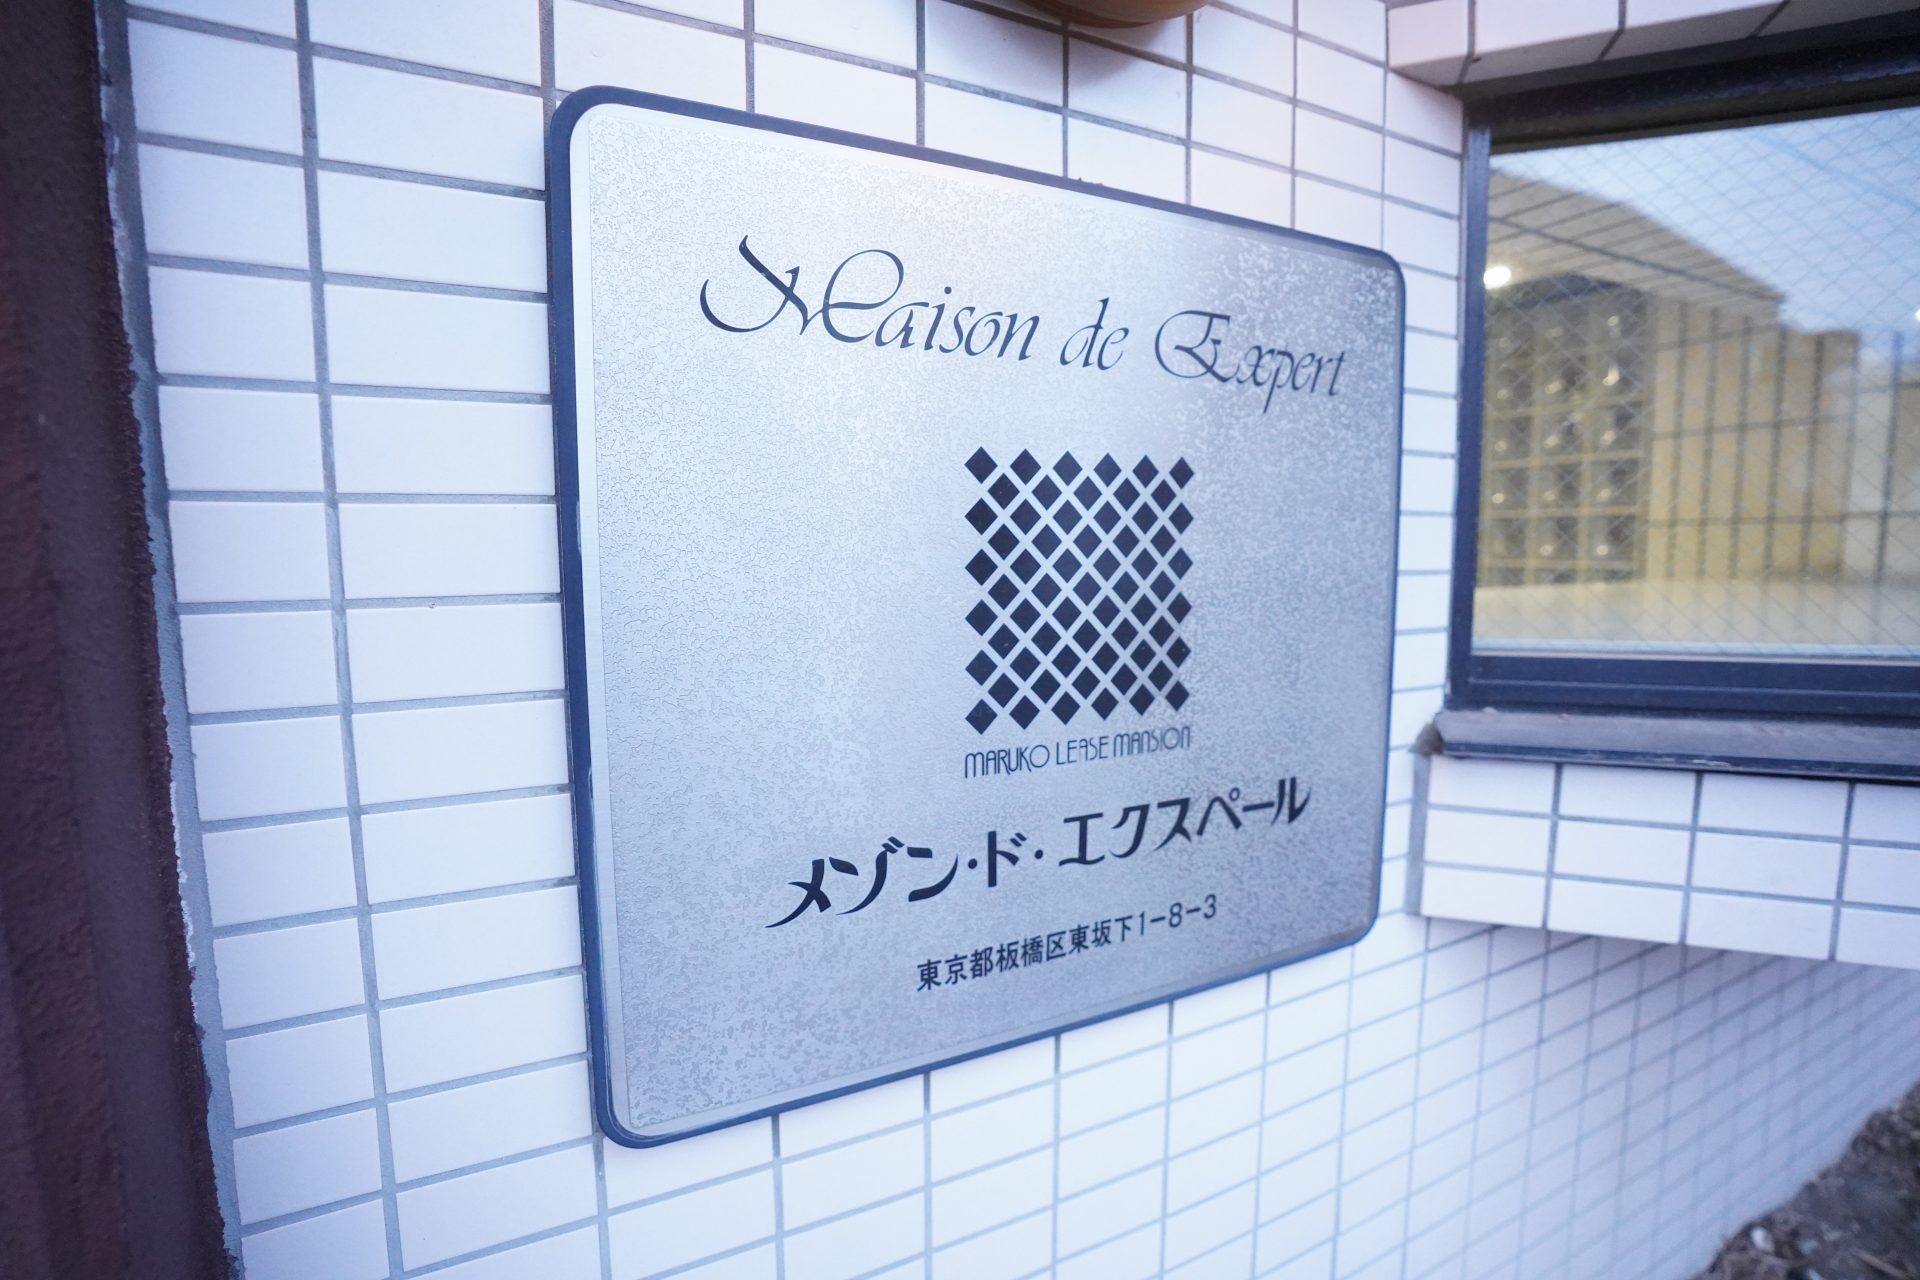 Maison de Expert
MARUKO LEASE MANSION
メゾン・ド・エクスペール
東京都板橋区東坂下1-8-3